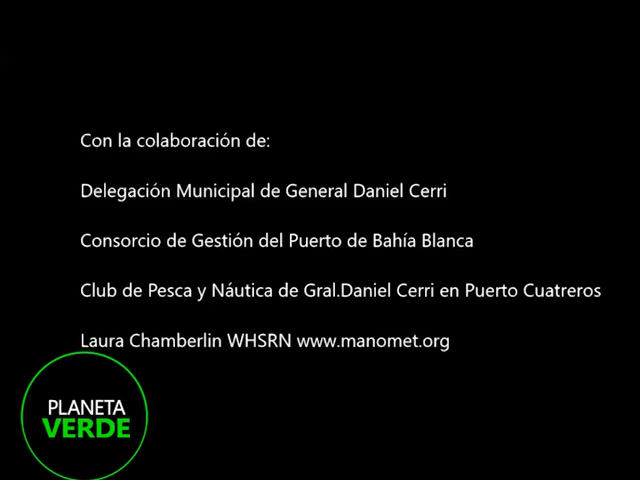 Con la colaboración de:
Delegación Municipal de General Daniel Cerri
Consorcio de Gestión del Puerto de Bahía Blanca
Club de Pesca y Náutica de Gral.Daniel Cerri en Puerto Cuatreros
Laura Chamberlin WHSRN www.manomet.org
PLANETA
VERDE